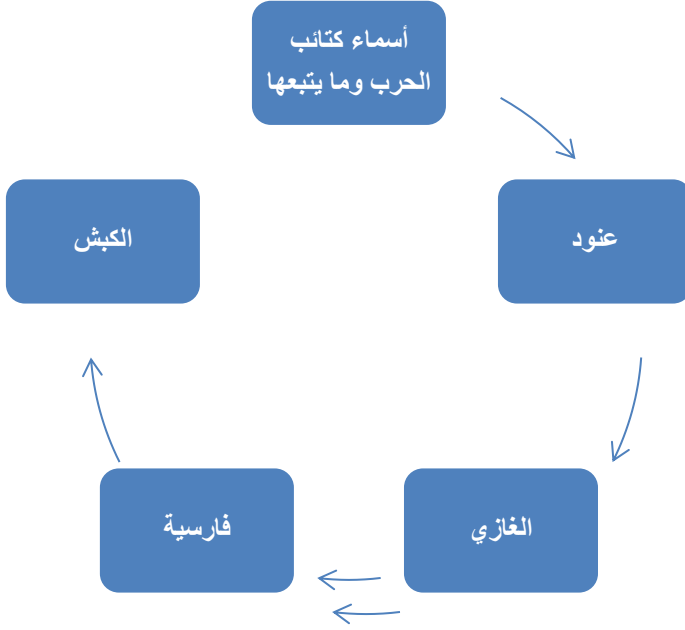 أسماء كتائب
الحرب وما يتبعها
عنود
الغازي
فارسية
الكبش